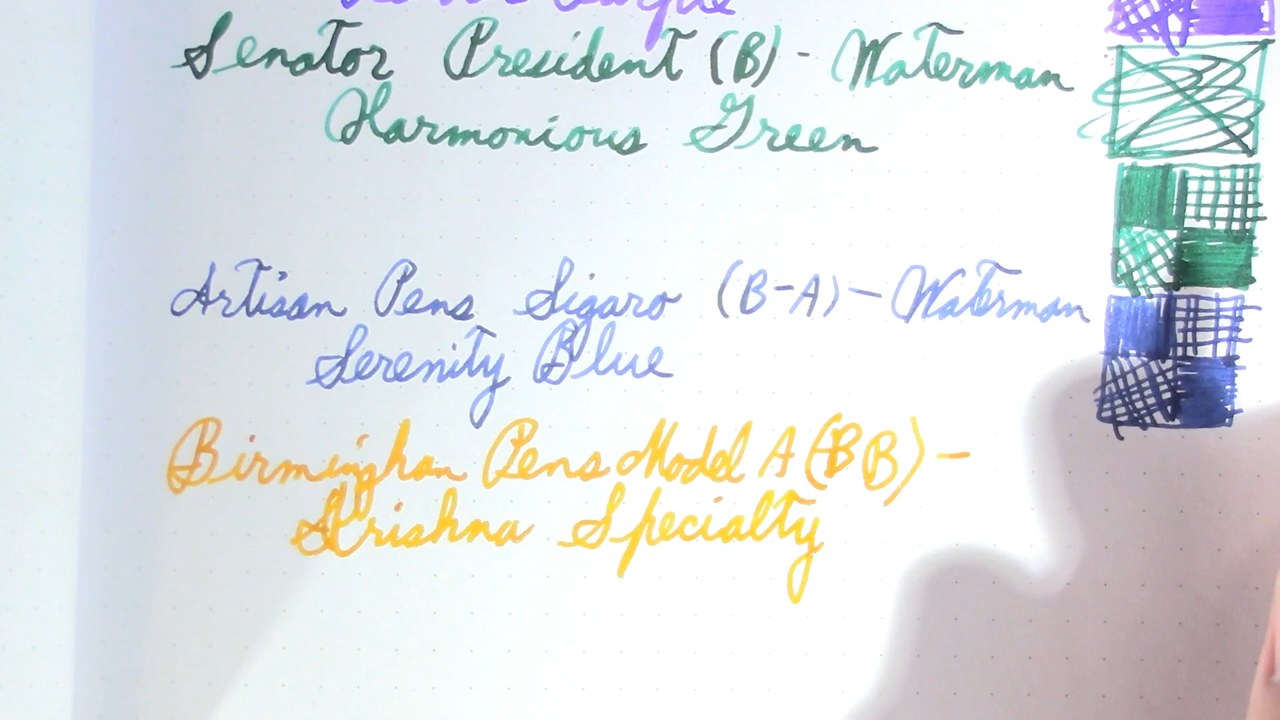 Senator President (B) - Waterman
Harmonious Green
Artisan Pens Sigaro (B-A) - Waterman
Serenity Blue
Birmingham Pens Model A (BB) -
Krishna Specialty